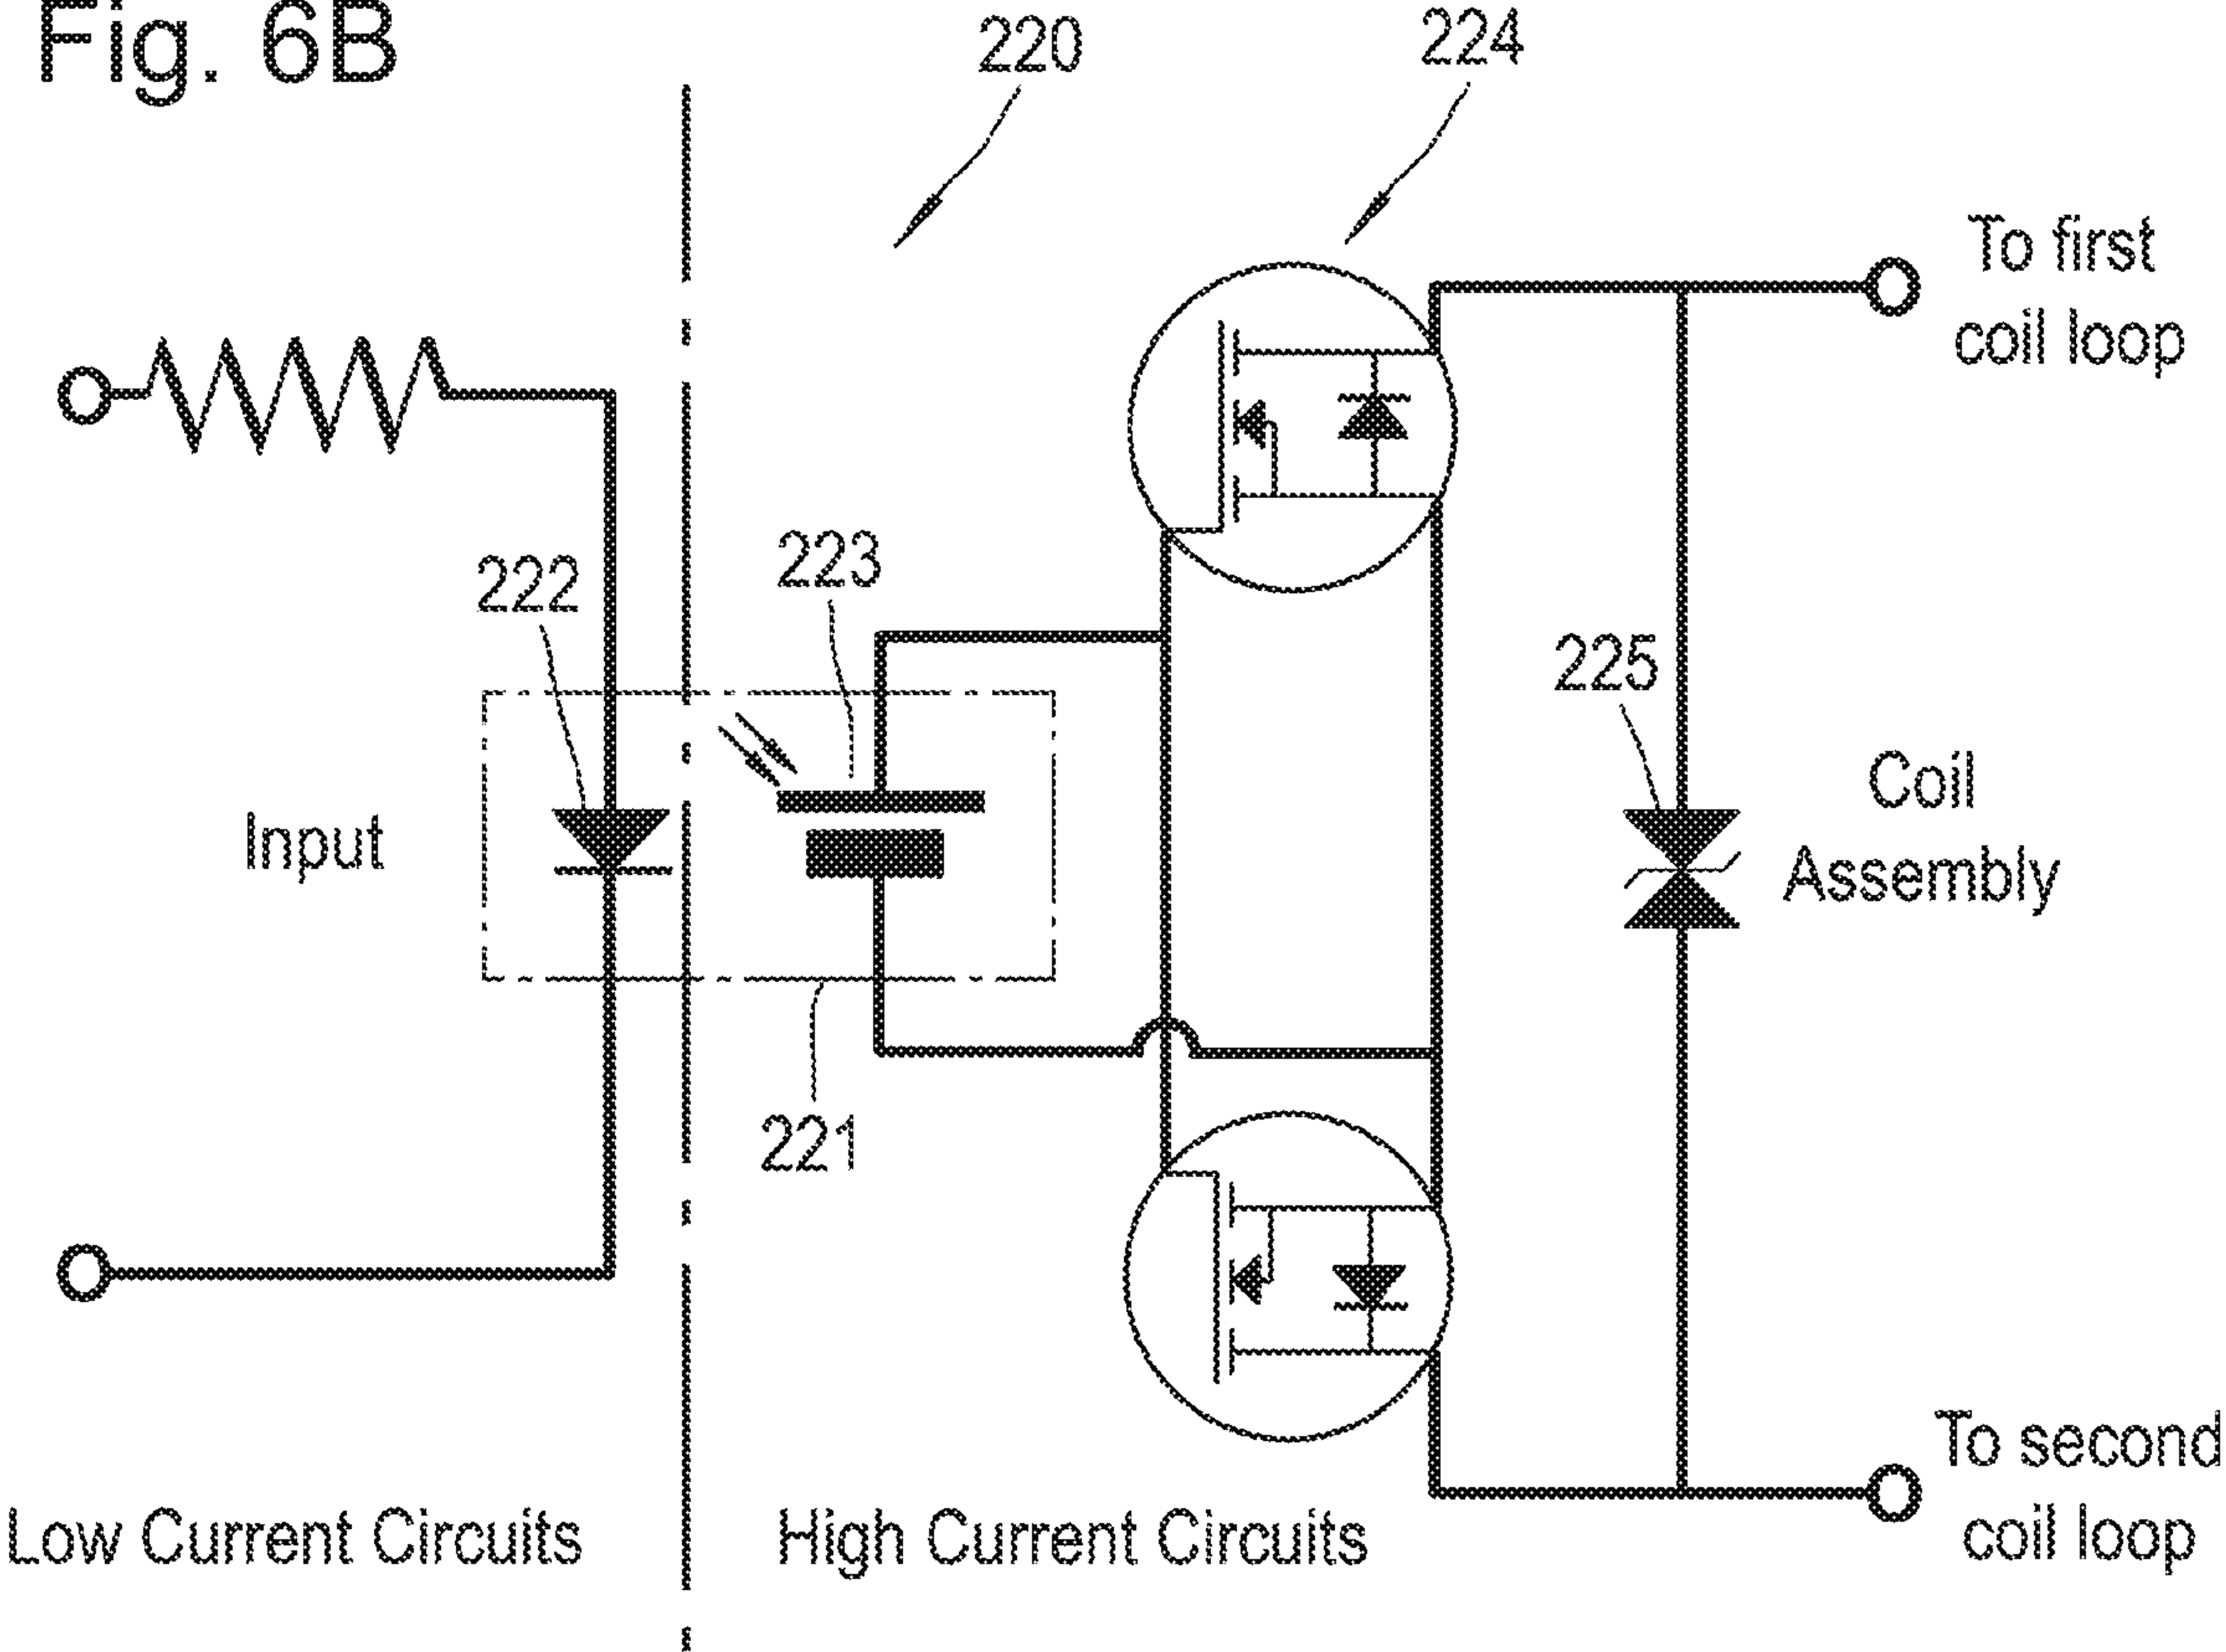 Fig. 6B
220
224
To first
coil loop
222
223
225
Input
Coil
Assembly
221
To second
coil loop
Low Current Circuits
High Current Circuits